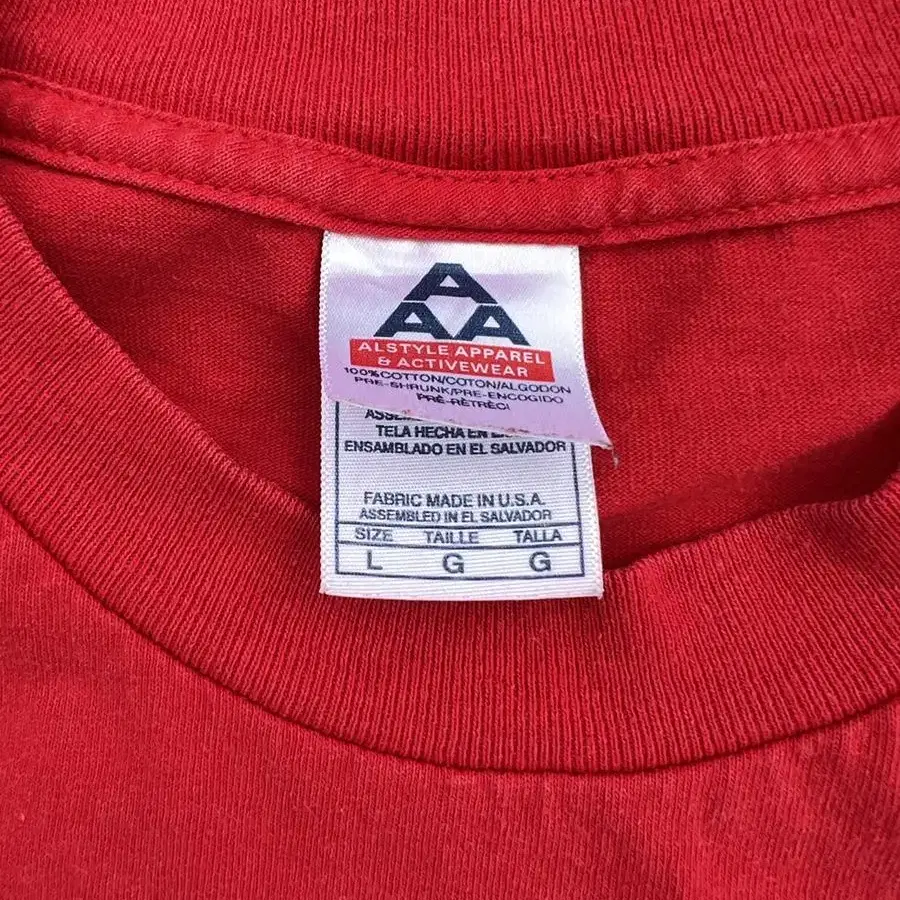 AAA
ALSTYLE APPAREL
& ACTIVEWEAR
100%COTTON/COTON/ALGODON
PRE-SHRUNK/PRE-ENCOGIDO
PRÉ-RÉTRÉCI
TELA HECHA EN
ENSAMBLADO EN EL SALVADOR
FABRIC MADE IN U.S.A.
ASSEMBLED IN EL SALVADOR
SIZE TAILLE TALLA
L G G